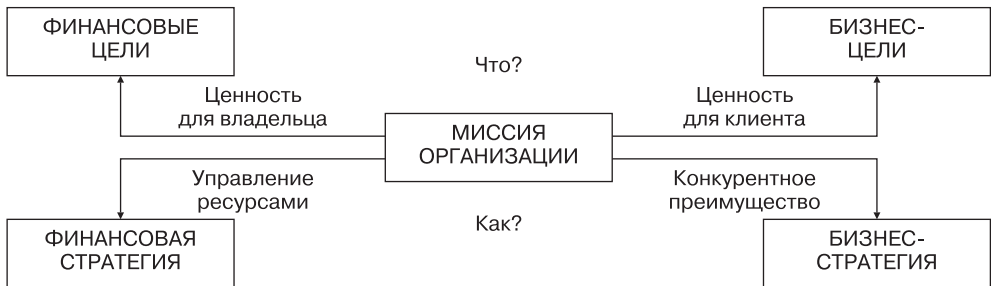 ФИНАНСОВЫЕ
ЦЕЛИ
БИЗНЕС-
ЦЕЛИ
Что?
Ценность
для владельца
Ценность
для клиента
МИССИЯ
ОРГАНИЗАЦИИ
Управление
ресурсами
Конкурентное
преимущество
Как?
ФИНАНСОВАЯ
СТРАТЕГИЯ
БИЗНЕС-
СТРАТЕГИЯ